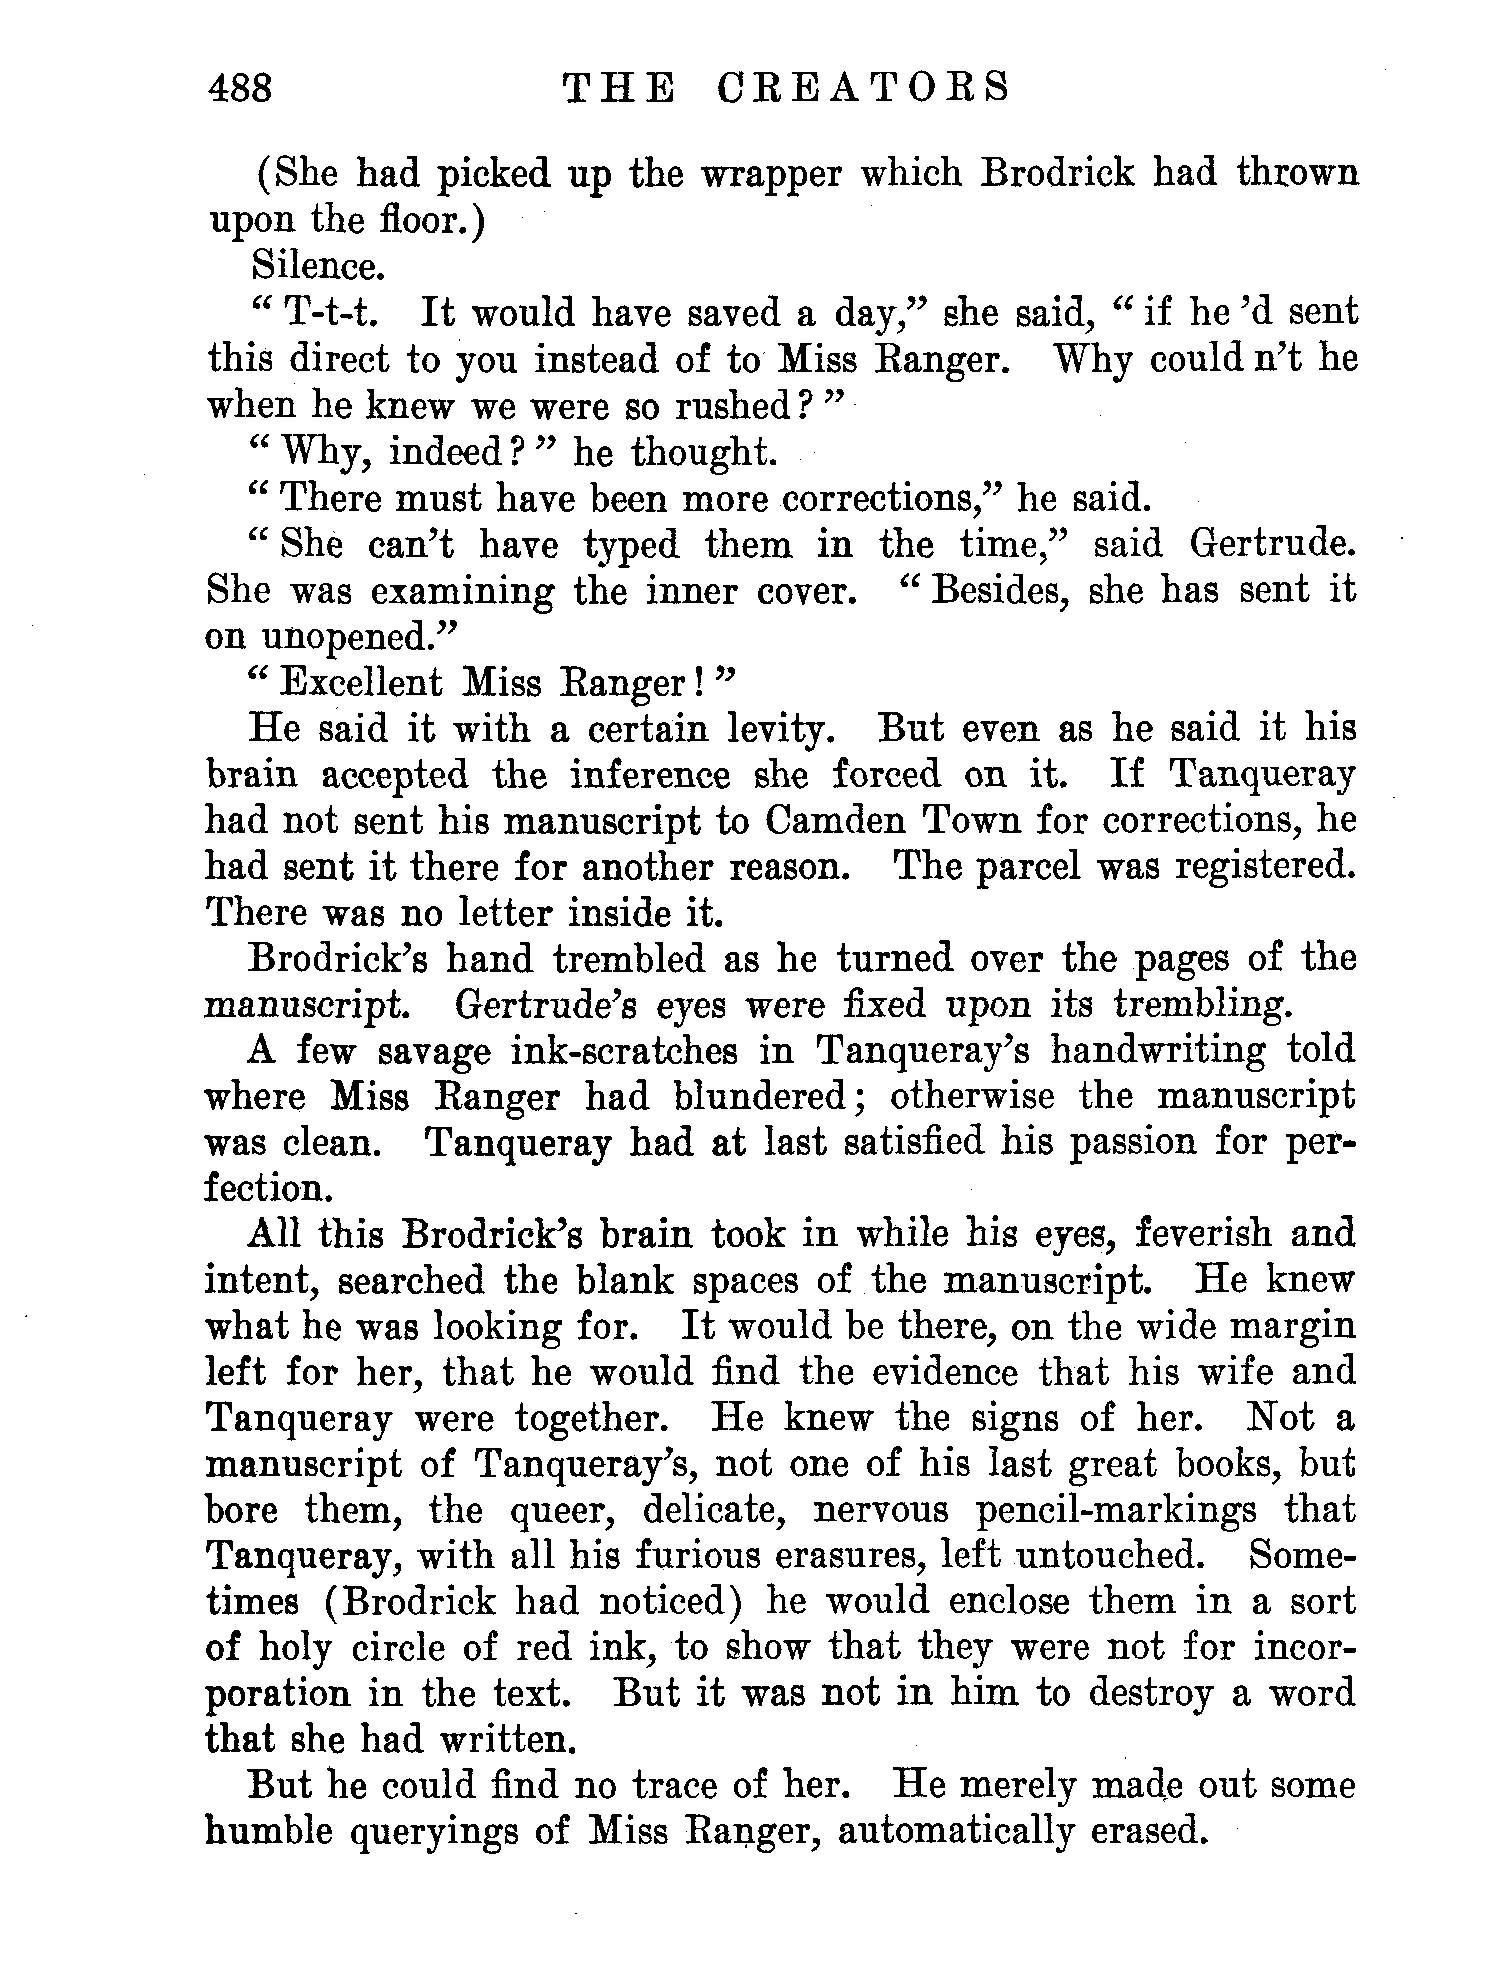 488 THE CREATORS
(She had picked up the wrapper which Brodrick had thrown
upon the floor.)
Silence.
“ T-t-t. It would have saved a day,” she said, “ if he ’d sent
this direct to you instead of to Miss Ranger. Why could n’t he
when he knew we were so rushed? ”
“ Why, indeed? ” he thought.
“ There must have been more corrections,” he said.
“ She can’t have typed them in the time,” said Gertrude.
She was examining the inner cover. “ Besides, she has sent it
on unopened.”
“ Excellent Miss Ranger! ”
He said it with a certain levity. But even as he said it his
brain accepted the inference she forced on it. If Tanqueray
had not sent his manuscript to Camden Town for corrections, he
had sent it there for another reason. The parcel was registered.
There was no letter inside it.
Brodrick’s hand trembled as he turned over the pages of the
manuscript. Gertrude’s eyes were fixed upon its trembling.
A few savage ink-scratches in Tanqueray’s handwriting told
where Miss Ranger had blundered; otherwise the manuscript
was clean. Tanqueray had at last satisfied his passion for per-
fection.
All this Brodrick’s brain took in while his eyes, feverish and
intent, searched the blank spaces of the manuscript. He knew
what he was looking for. It would be there, on the wide margin
left for her, that he would find the evidence that his wife and
Tanqueray were together. He knew the signs of her. Not a
manuscript of Tanqueray’s, not one of his last great books, but
bore them, the queer, delicate, nervous pencil-markings that
Tanqueray, with all his furious erasures, left untouched. Some-
times (Brodrick had noticed) he would enclose them in a sort
of holy circle of red ink, to show that they were not for incor-
poration in the text. But it was not in him to destroy a word
that she had written.
But he could find no trace of her. He merely made out some
humble queryings of Miss Ranger, automatically erased.